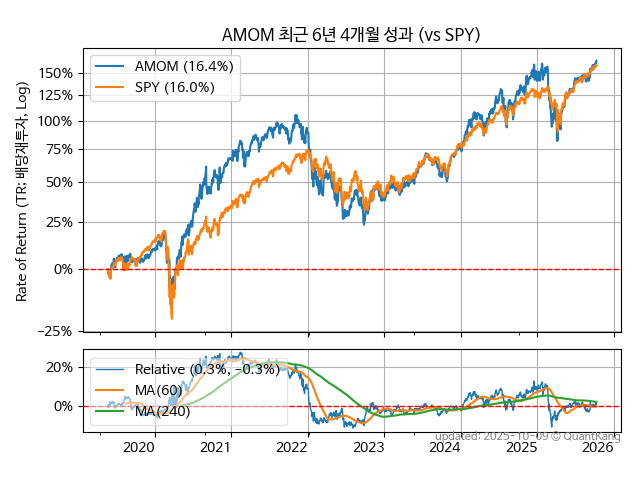 AMOM 최근 6년 4개월 성과 (vs SPY)
Rate of Return (TR: 배당재투자, Log)
AMOM (16.4%)
SPY (16.0%)
150%
125%
100%
75%
50%
25%
0%
−25%
20%
0%
Relative (0.3%, −0.3%)
MA(60)
MA(240)
2020 2021 2022 2023 2024 2025 2026
updated: 2025-10-09 © QuantKang